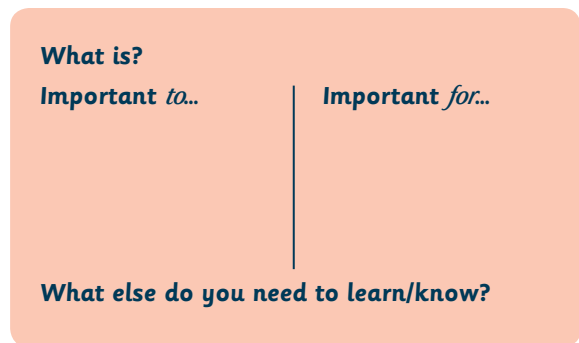 What is?
Important to...
Important for...
What else do you need to learn/know?